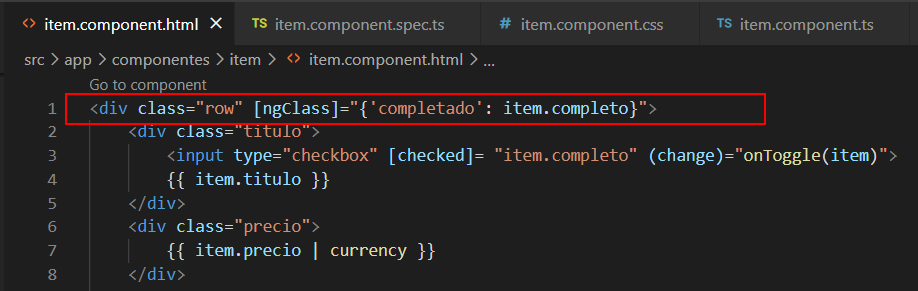 <> item.component.html × TS item.component.spec.ts # item.component.css TS item.component.ts
src > app > componentes > item > <> item.component.html > ...
Go to component
1 <div class="row" [ngClass]="{'completado': item.completo}">
2 <div class="titulo">
3 <input type="checkbox" [checked]= "item.completo" (change)="onToggle(item)">
4 {{ item.titulo }}
5 </div>
6 <div class="precio">
7 {{ item.precio | currency }}
8 </div>